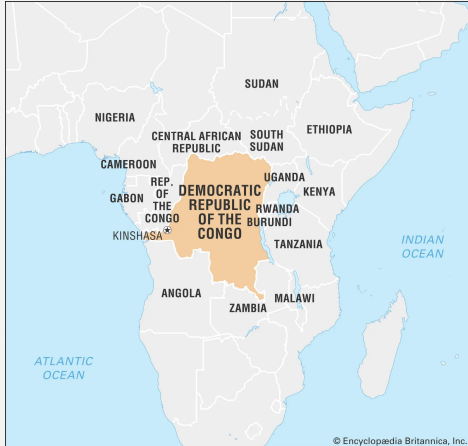 SUDAN
NIGERIA
ETHIOPIA
CENTRAL AFRICAN
REPUBLIC
SOUTH
SUDAN
CAMEROON
UGANDA
REP.
OF
THE
CONGO
DEMOCRATIC
REPUBLIC
OF THE
CONGO
GABON
KENYA
RWANDA
BURUNDI
KINSHASA
TANZANIA
INDIAN
OCEAN
ANGOLA
MALAWI
ZAMBIA
ATLANTIC
OCEAN
© Encyclopædia Britannica, Inc.